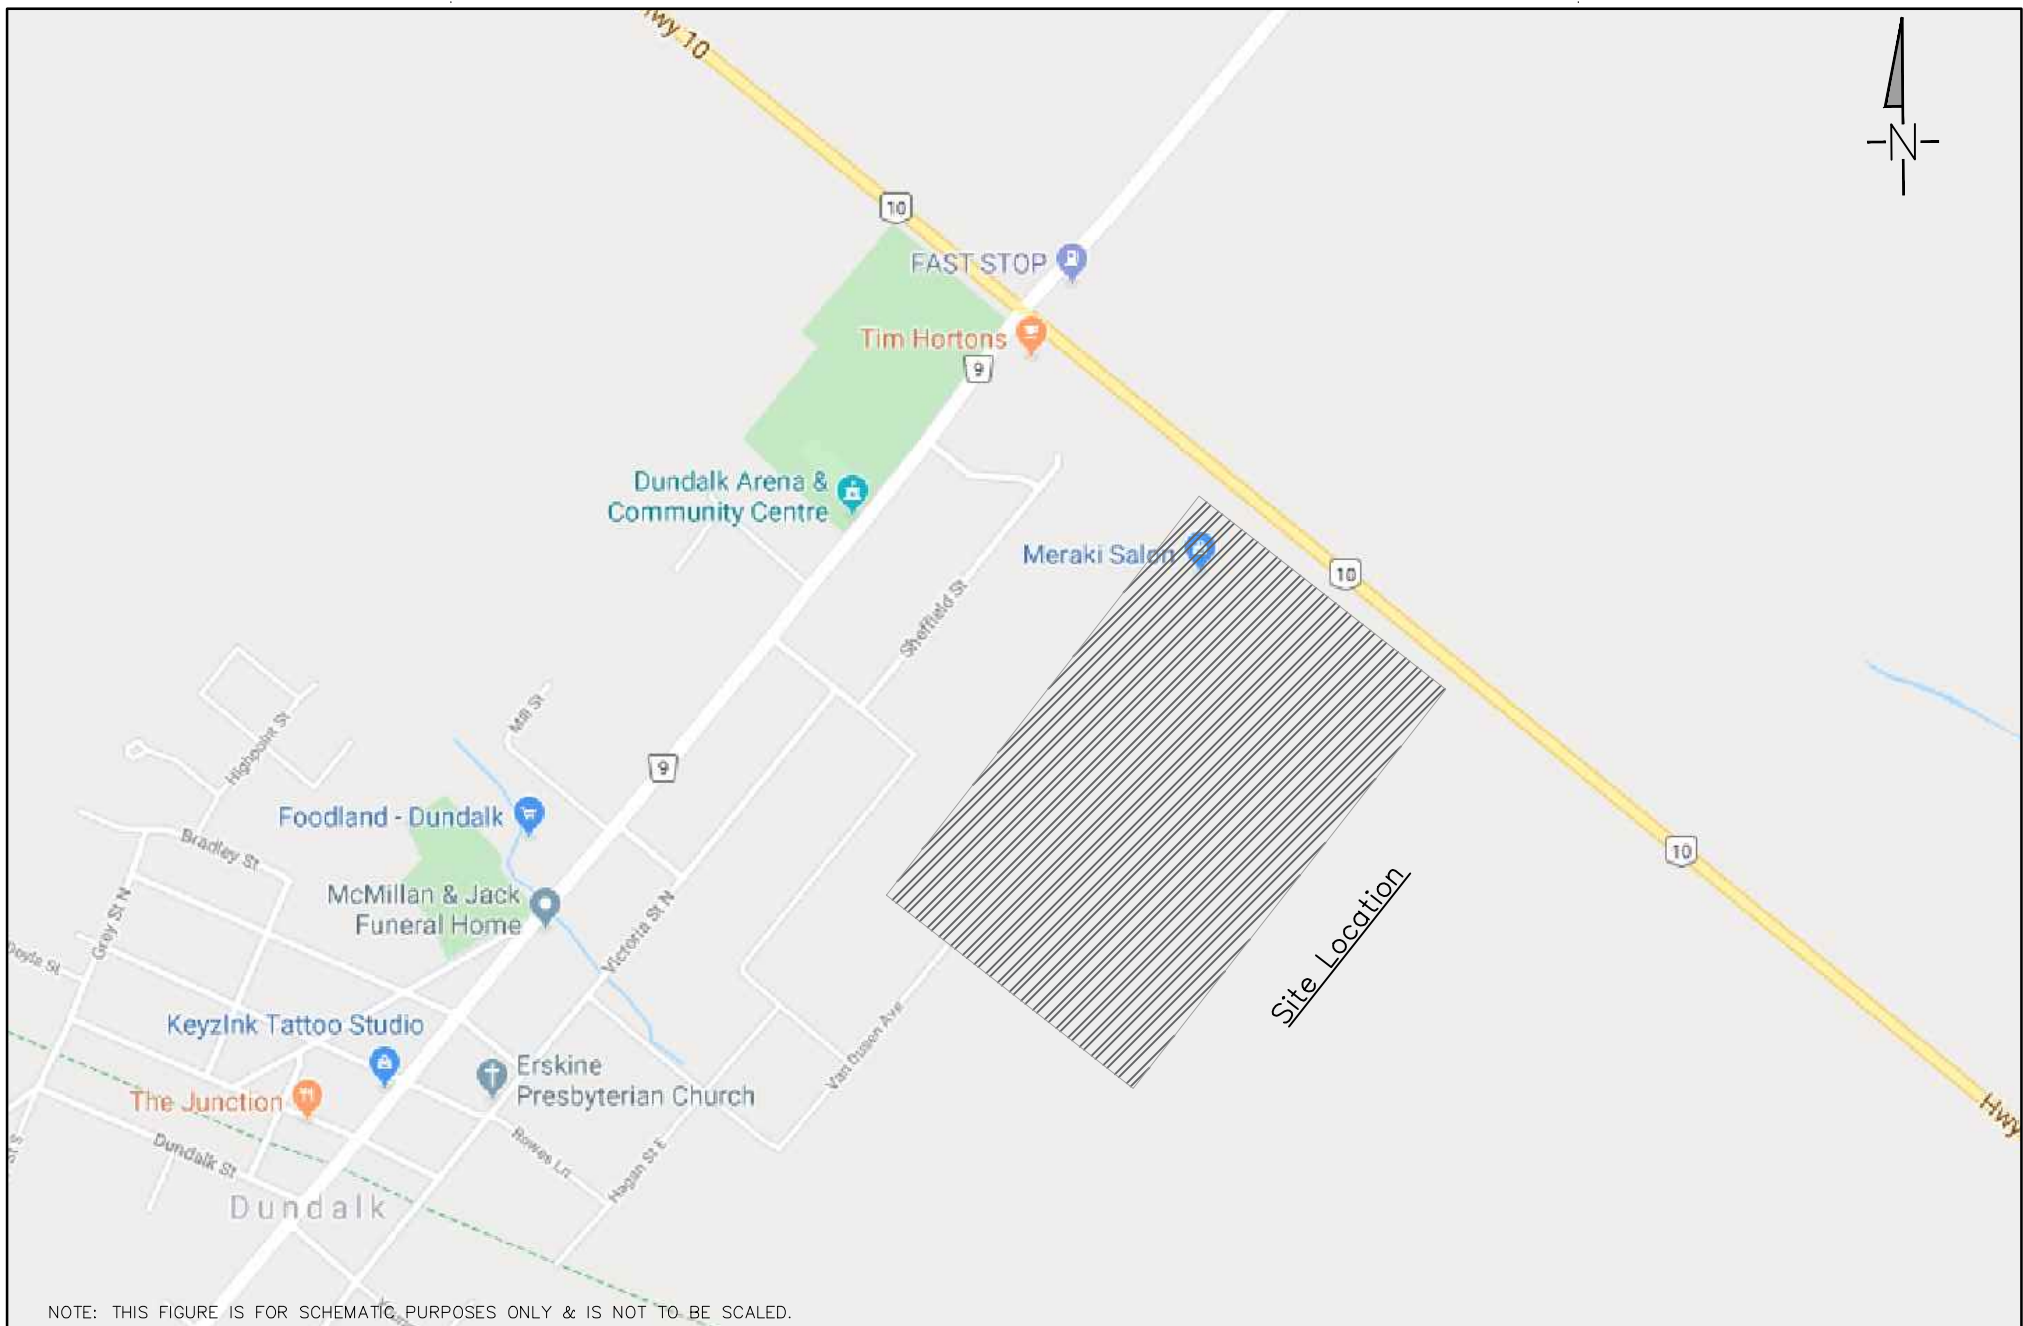 Hwy 10
N
10
FAST STOP
Tim Hortons
9
Dundalk Arena &
Community Centre
Meraki Salon
10
Sheffield St
Mill St
Highpoint St
9
Foodland - Dundalk
Bradley St
10
McMillan & Jack
Funeral Home
Grey St N
Victoria St N
Doyle St
Site Location
KeyzInk Tattoo Studio
Van Dusen Ave
Erskine
Presbyterian Church
The Junction
Hwy
Dundalk St
Rowes Ln
Hagan St E
Dundalk
NOTE: THIS FIGURE IS FOR SCHEMATIC PURPOSES ONLY & IS NOT TO BE SCALED.